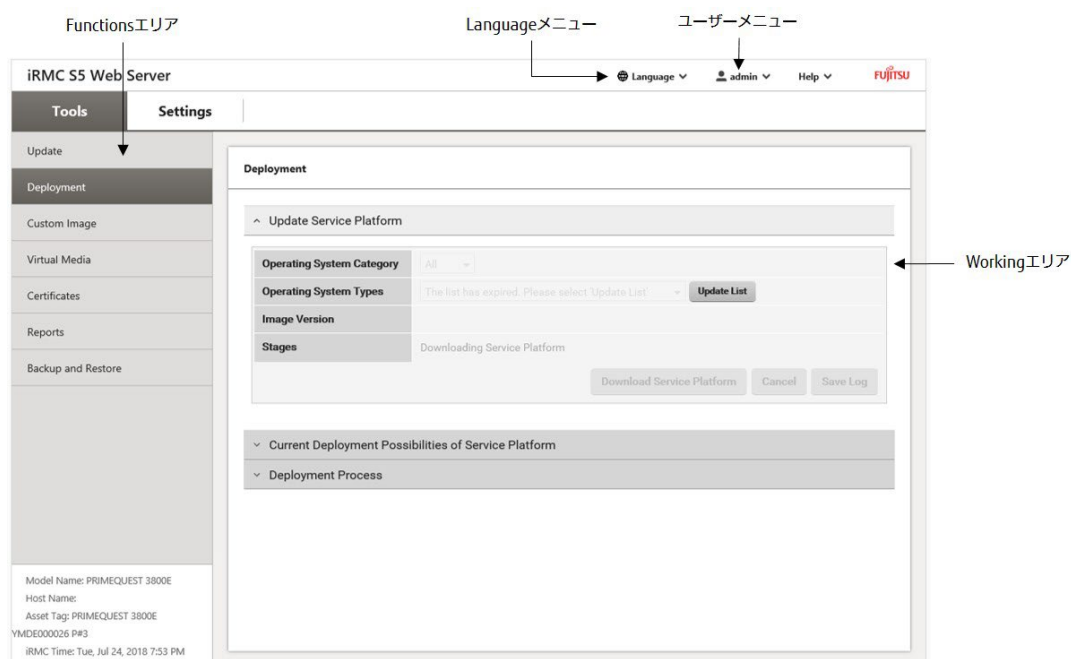 Functionsエリア
Languageメニュー
ユーザーメニュー
iRMC S5 Web Server
Language
admin
Help
FUJITSU
Tools
Settings
Update
Deployment
Custom Image
Virtual Media
Certificates
Reports
Backup and Restore
Deployment
Update Service Platform
Operating System Category
All
Operating System Types
The list has expired. Please select 'Update List'
Update List
Image Version
Stages
Downloading Service Platform
Download Service Platform
Cancel
Save Log
Workingエリア
Current Deployment Possibilities of Service Platform
Deployment Process
Model Name: PRIMEQUEST 3800E
Host Name:
Asset Tag: PRIMEQUEST 3800E
YMDE000026 P#3
iRMC Time: Tue, Jul 24, 2018 7:53 PM